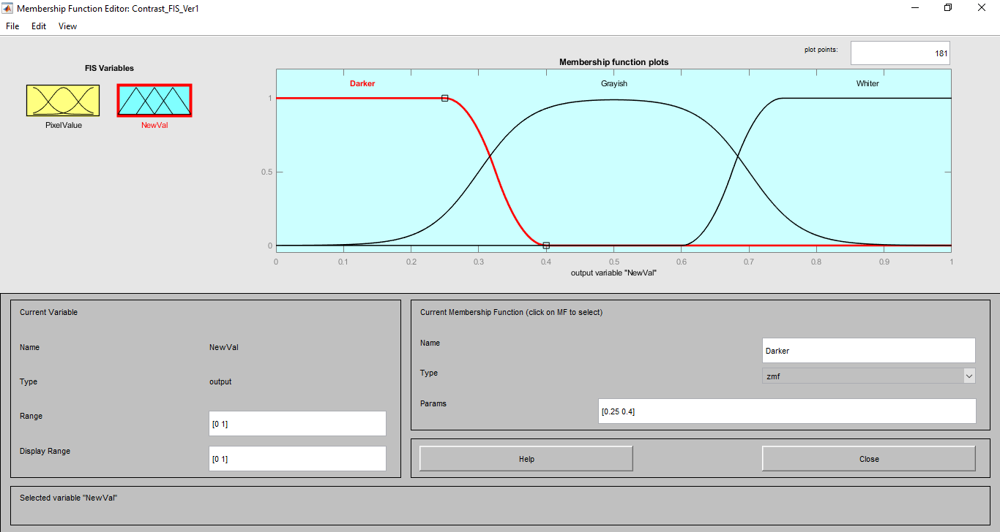 Membership Function Editor: Contrast_FIS_Ver1
File Edit View
plot points: 181
FIS Variables
Membership function plots
PixelValue NewVal
Darker Grayish Whiter
1
0.5
0
0 0.1 0.2 0.3 0.4 0.5 0.6 0.7 0.8 0.9 1
output variable "NewVal"
Current Variable
Name NewVal
Type output
Range [0 1]
Display Range [0 1]
Current Membership Function (click on MF to select)
Name Darker
Type zmf
Params [0.25 0.4]
Help Close
Selected variable "NewVal"